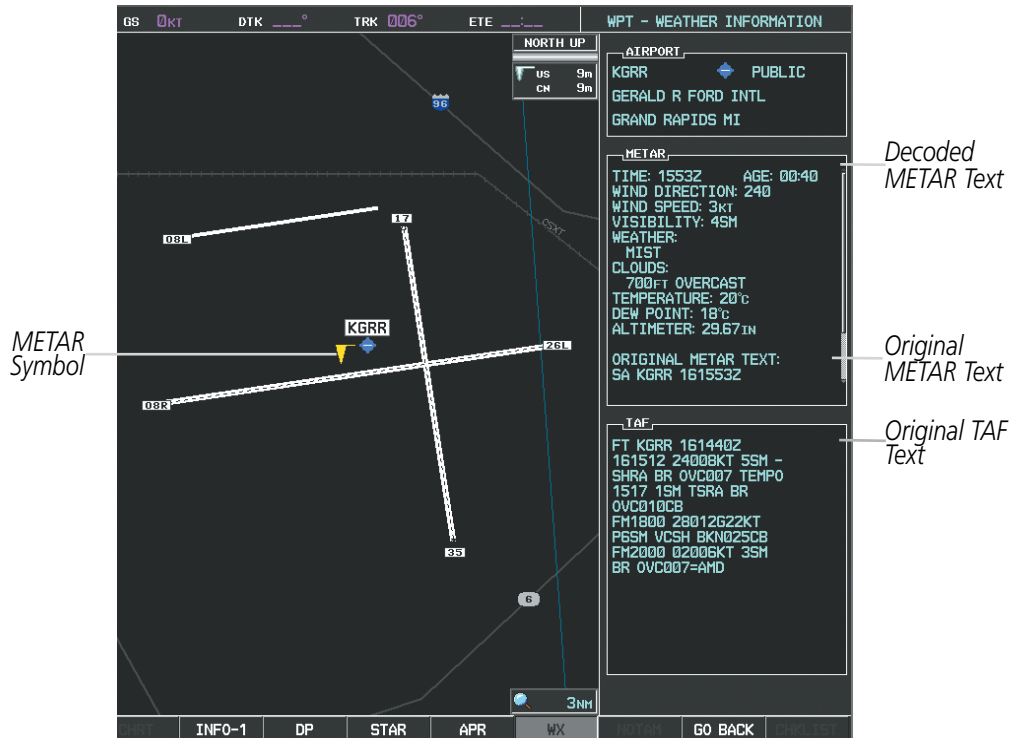 GS 0KT DTK ___° TRK 006° ETE __:__ WPT - WEATHER INFORMATION
NORTH UP
US 9m
CN 9m
96
CSXT
08L
17
KGRR
26L
08R
35
6
3NM
METAR
Symbol
AIRPORT
KGRR PUBLIC
GERALD R FORD INTL
GRAND RAPIDS MI
METAR
TIME: 1553Z AGE: 00:40
WIND DIRECTION: 240
WIND SPEED: 3KT
VISIBILITY: 4SM
WEATHER:
MIST
CLOUDS:
700FT OVERCAST
TEMPERATURE: 20°C
DEW POINT: 18°C
ALTIMETER: 29.67IN
ORIGINAL METAR TEXT:
SA KGRR 161553Z
TAF
FT KGRR 161440Z
161512 24008KT 5SM -
SHRA BR OVC007 TEMPO
1517 1SM TSRA BR
OVC010CB
FM1800 28012G22KT
P6SM VCSH BKN025CB
FM2000 02006KT 3SM
BR OVC007=AMD
Decoded
METAR Text
Original
METAR Text
Original TAF
Text
CHRT INFO-1 DP STAR APR WX NOTAM GO BACK CHKLIST